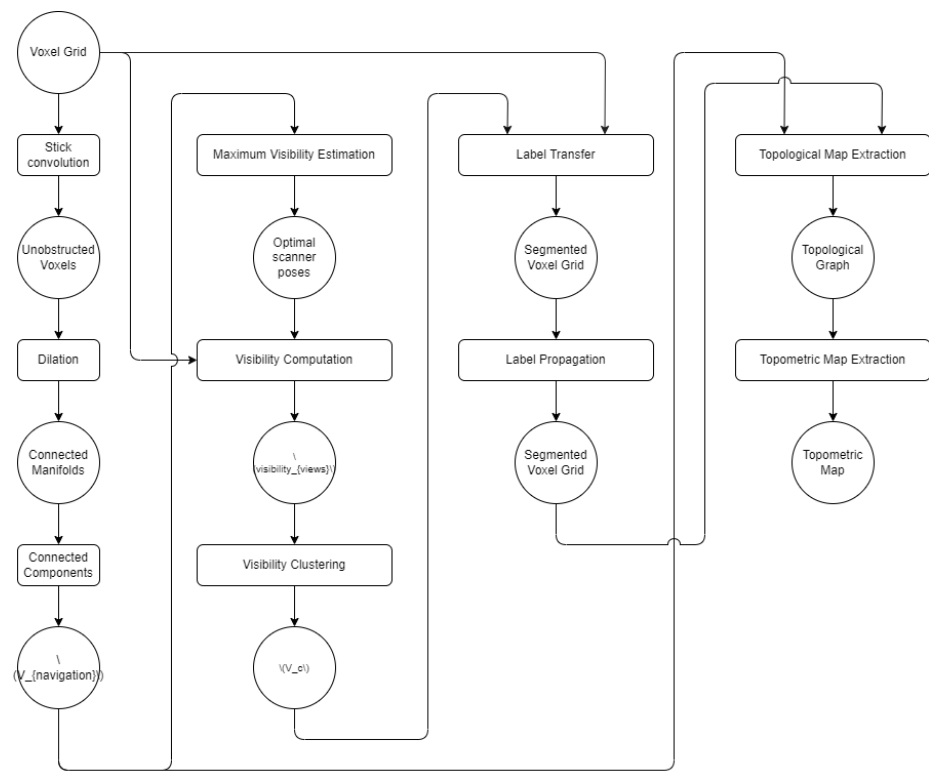 Voxel Grid
Stick
convolution
Unobstructed
Voxels
Dilation
Connected
Manifolds
Connected
Components
\
(V_{navigation}\)
Maximum Visibility Estimation
Optimal
scanner
poses
Visibility Computation
\
(visibility_{views}\)
Visibility Clustering
\(V_c\)
Label Transfer
Segmented
Voxel Grid
Label Propagation
Segmented
Voxel Grid
Topological Map Extraction
Topological
Graph
Topometric Map Extraction
Topometric
Map